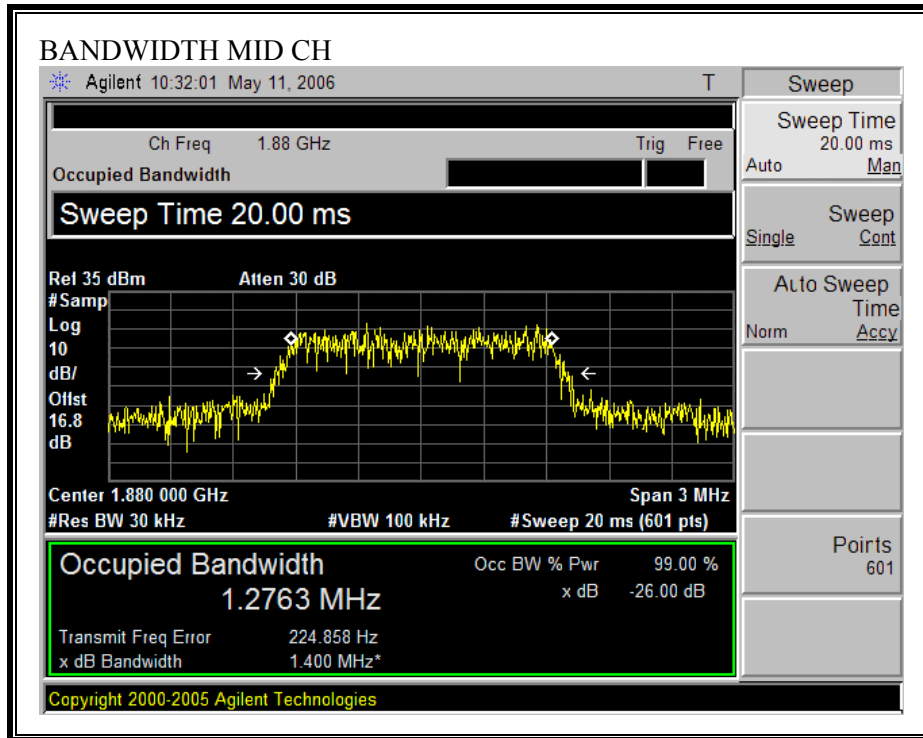 BANDWIDTH MID CH
Agilent 10:32:01 May 11, 2006 T
Sweep
Sweep Time
20.00 ms
Auto Man
Ch Freq 1.88 GHz Trig Free
Occupied Bandwidth
Sweep Time 20.00 ms
Sweep
Single Cont
Ref 35 dBm Atten 30 dB
#Samp
Log
10
dB/
Offst
16.8
dB
Auto Sweep
Time
Norm Accy
Center 1.880 000 GHz Span 3 MHz
#Res BW 30 kHz #VBW 100 kHz #Sweep 20 ms (601 pts)
Points
601
Occupied Bandwidth Occ BW % Pwr 99.00 %
1.2763 MHz x dB -26.00 dB
Transmit Freq Error 224.858 Hz
x dB Bandwidth 1.400 MHz*
Copyright 2000-2005 Agilent Technologies